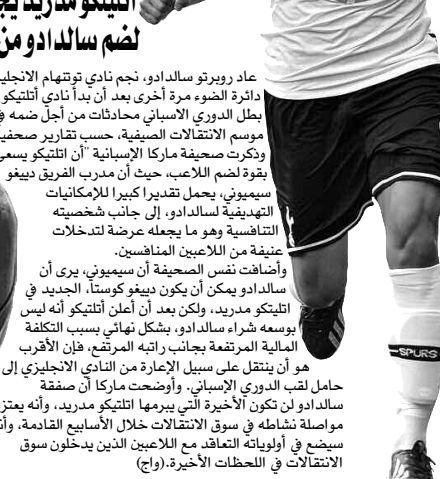 أتليتكو مدريد
لضم سالدادو من
عاد روبرتو سالدادو، نجم نادي توتنهام
دائرة الضوء مرة أخرى بعد أن بدأ نادي أتلتيكو
بطل الدوري الاسباني محادثات من أجل ضمه
موسم الانتقالات الصيفية، حسب تقارير
وذكرت صحيفة ماركا الإسبانية "أن اتلتيكو يسعى
بقوة لضم اللاعب، حيث أن مدرب الفريق دييغو
سيميوني، يحمل تقديرا كبيرا للإمكانيات
التهديفية لسالدادو، إلى جانب شخصيته
التنافسية وهو ما يجعله عرضة لتدخلات
عنيفة من اللاعبين المنافسين.
وأضافت نفس الصحيفة أن سيميوني، يرى أن
سالدادو يمكن أن يكون دييغو كوستا، الجديد في
اتليتكو مدريد، ولكن بعد أن أعلن أتلتيكو أنه ليس
بوسعه شراء سالدادو، بشكل نهائي بسبب التكلفة
المالية المرتفعة بجانب راتبه المرتفع، فإن الأقرب
هو أن ينتقل على سبيل الإعارة من النادي الانجليزي إلى
حامل لقب الدوري الإسباني. وأوضحت ماركا أن صفقة
سالدادو لن تكون الأخيرة التي يبرمها اتلتيكو مدريد، وأنه
مواصلة نشاطه في سوق الانتقالات خلال الأسابيع القادمة،
سيضع في أولوياته التعاقد مع اللاعبين الذين يدخلون سوق
الانتقالات في اللحظات الأخيرة.(واج)
SPURS